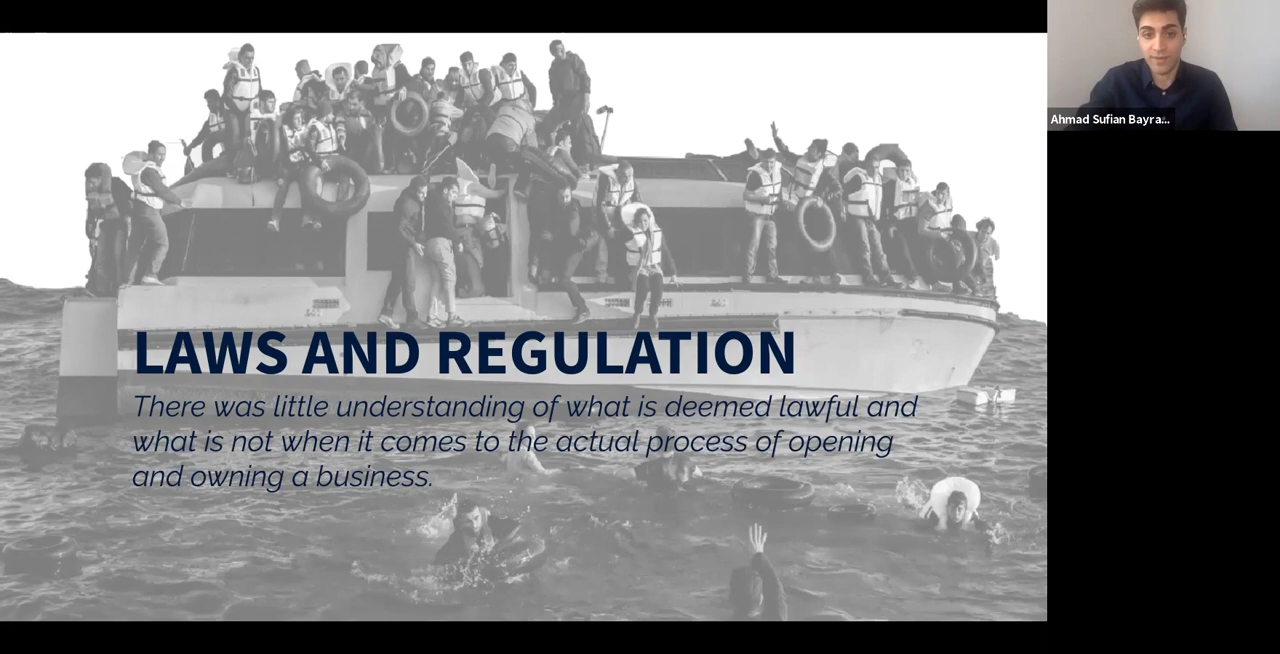 LAWS AND REGULATION
There was little understanding of what is deemed lawful and
what is not when it comes to the actual process of opening
and owning a business.
Ahmad Sufian Bayra...